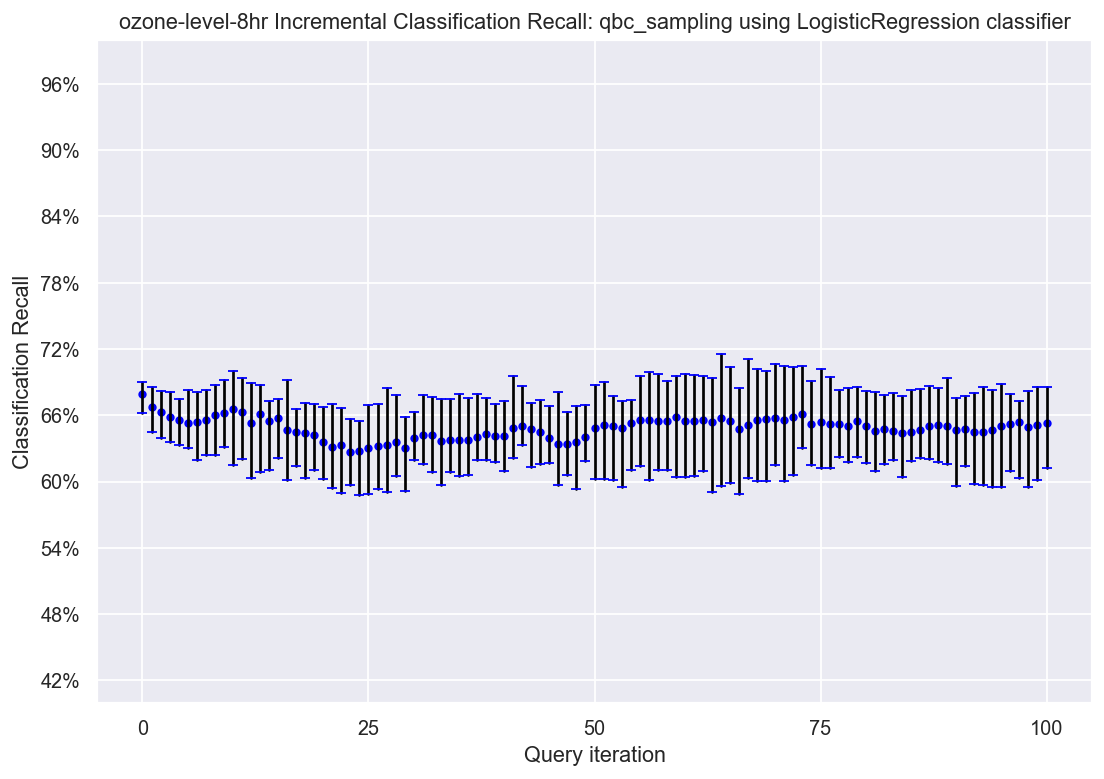 ozone-level-8hr Incremental Classification Recall: qbc_sampling using LogisticRegression classifier
96%
90%
84%
78%
72%
66%
60%
54%
48%
42%
Classification Recall
0 25 50 75 100
Query iteration